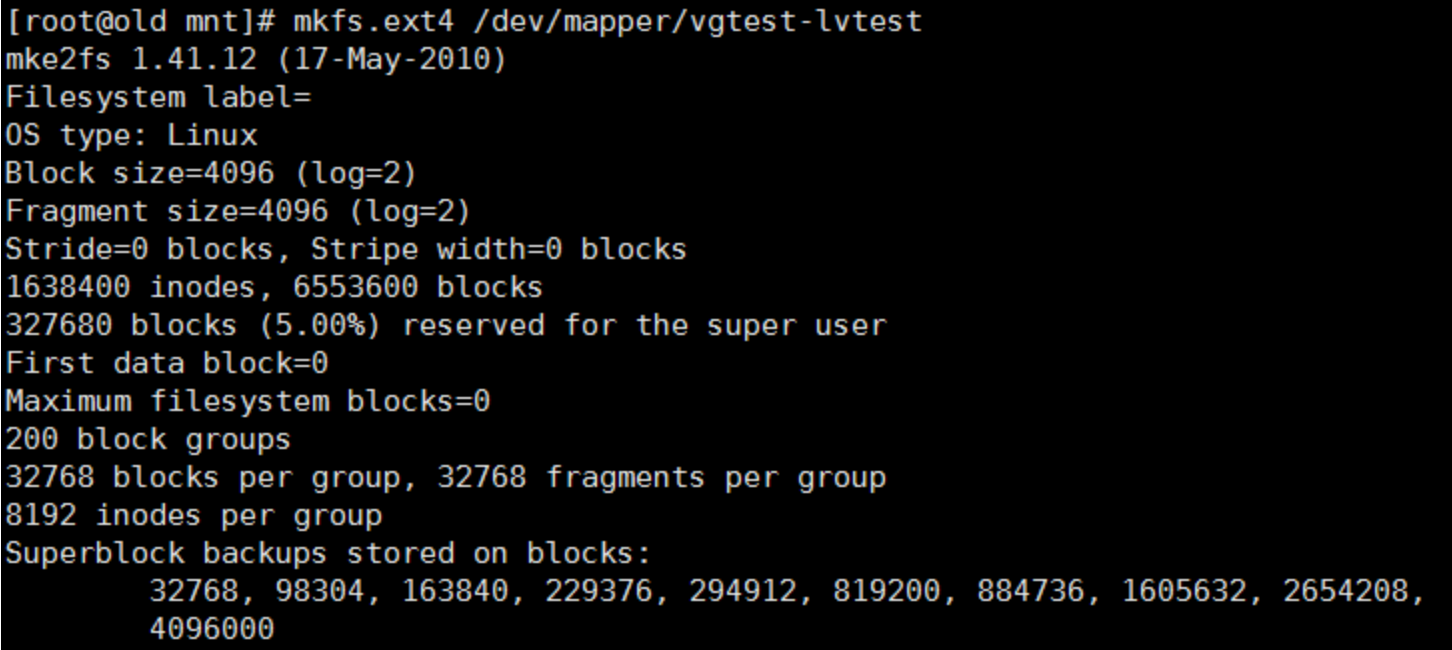 [root@old mnt]# mkfs.ext4 /dev/mapper/vgtest-lvtest
mke2fs 1.41.12 (17-May-2010)
Filesystem label=
OS type: Linux
Block size=4096 (log=2)
Fragment size=4096 (log=2)
Stride=0 blocks, Stripe width=0 blocks
1638400 inodes, 6553600 blocks
327680 blocks (5.00%) reserved for the super user
First data block=0
Maximum filesystem blocks=0
200 block groups
32768 blocks per group, 32768 fragments per group
8192 inodes per group
Superblock backups stored on blocks:
        32768, 98304, 163840, 229376, 294912, 819200, 884736, 1605632, 2654208,
        4096000